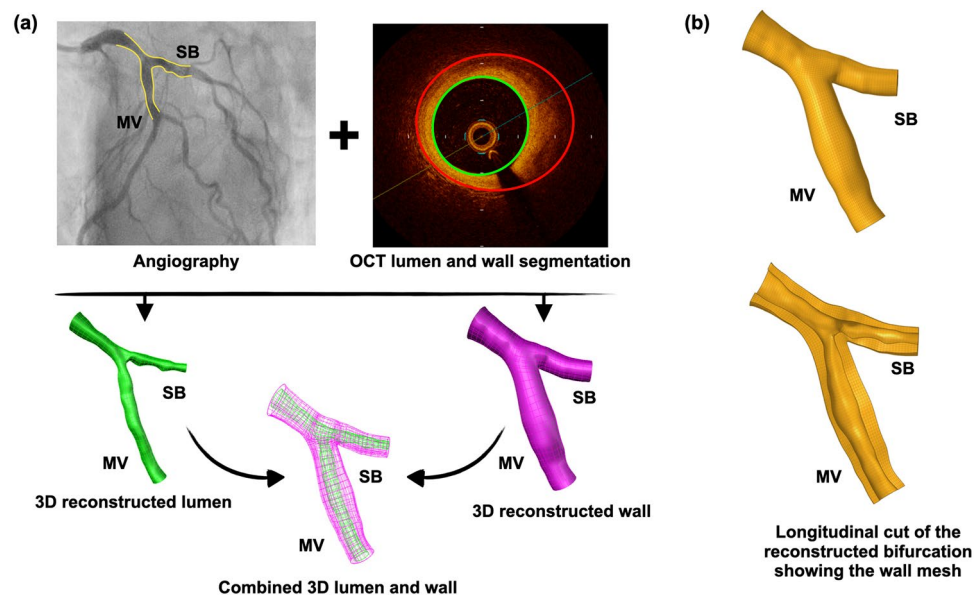 (a)
SB
MV
+
Angiography
OCT lumen and wall segmentation
SB
MV
3D reconstructed lumen
SB
MV
3D reconstructed wall
SB
MV
Combined 3D lumen and wall
(b)
SB
MV
SB
MV
Longitudinal cut of the
reconstructed bifurcation
showing the wall mesh